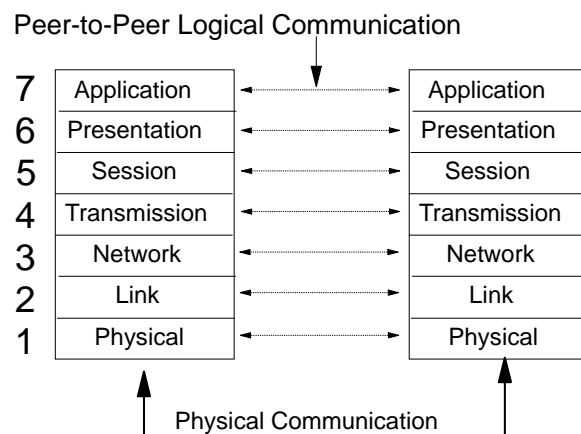 Peer-to-Peer Logical Communication
7 Application Application
6 Presentation Presentation
5 Session Session
4 Transmission Transmission
3 Network Network
2 Link Link
1 Physical Physical
Physical Communication